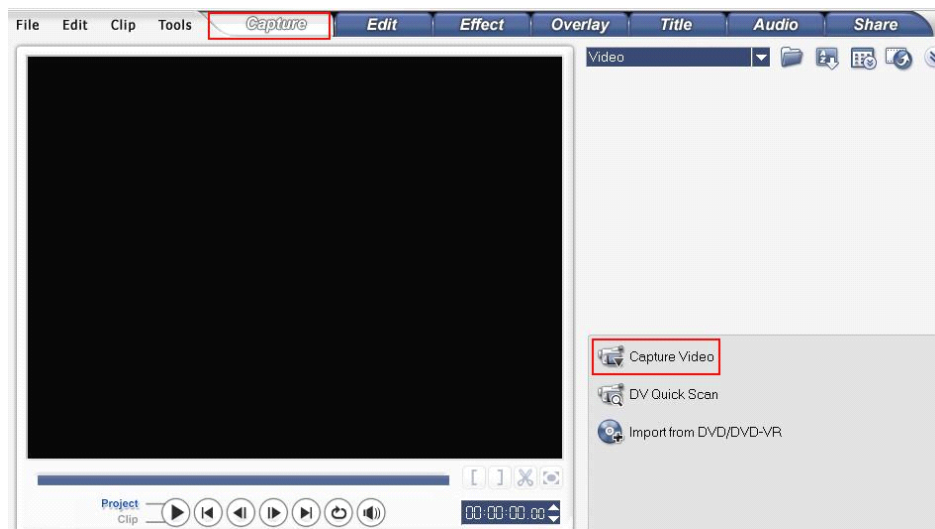 File Edit Clip Tools Capture Edit Effect Overlay Title Audio Share
Video
Capture Video
DV Quick Scan
Import from DVD/DVD-VR
[ ]
Project
Clip
00:00:00.00